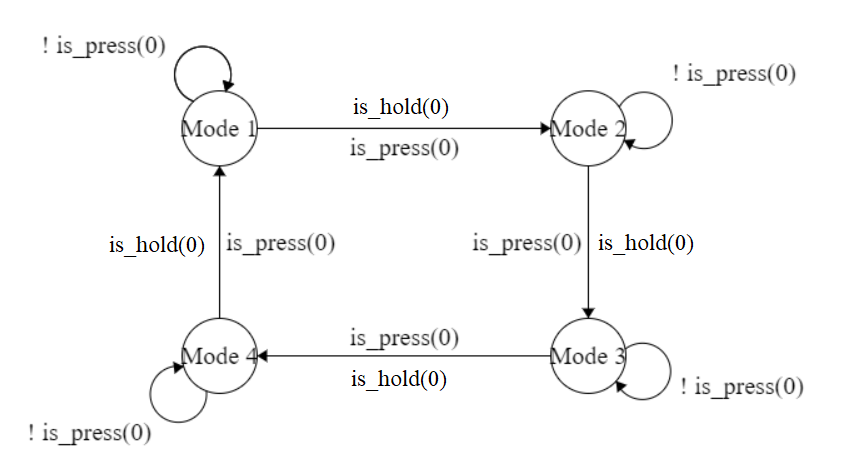 ! is_press(0)
! is_press(0)
is_hold(0)
Mode 1
Mode 2
is_press(0)
is_hold(0)
is_press(0)
is_press(0)
is_hold(0)
is_press(0)
Mode 4
Mode 3
is_hold(0)
! is_press(0)
! is_press(0)